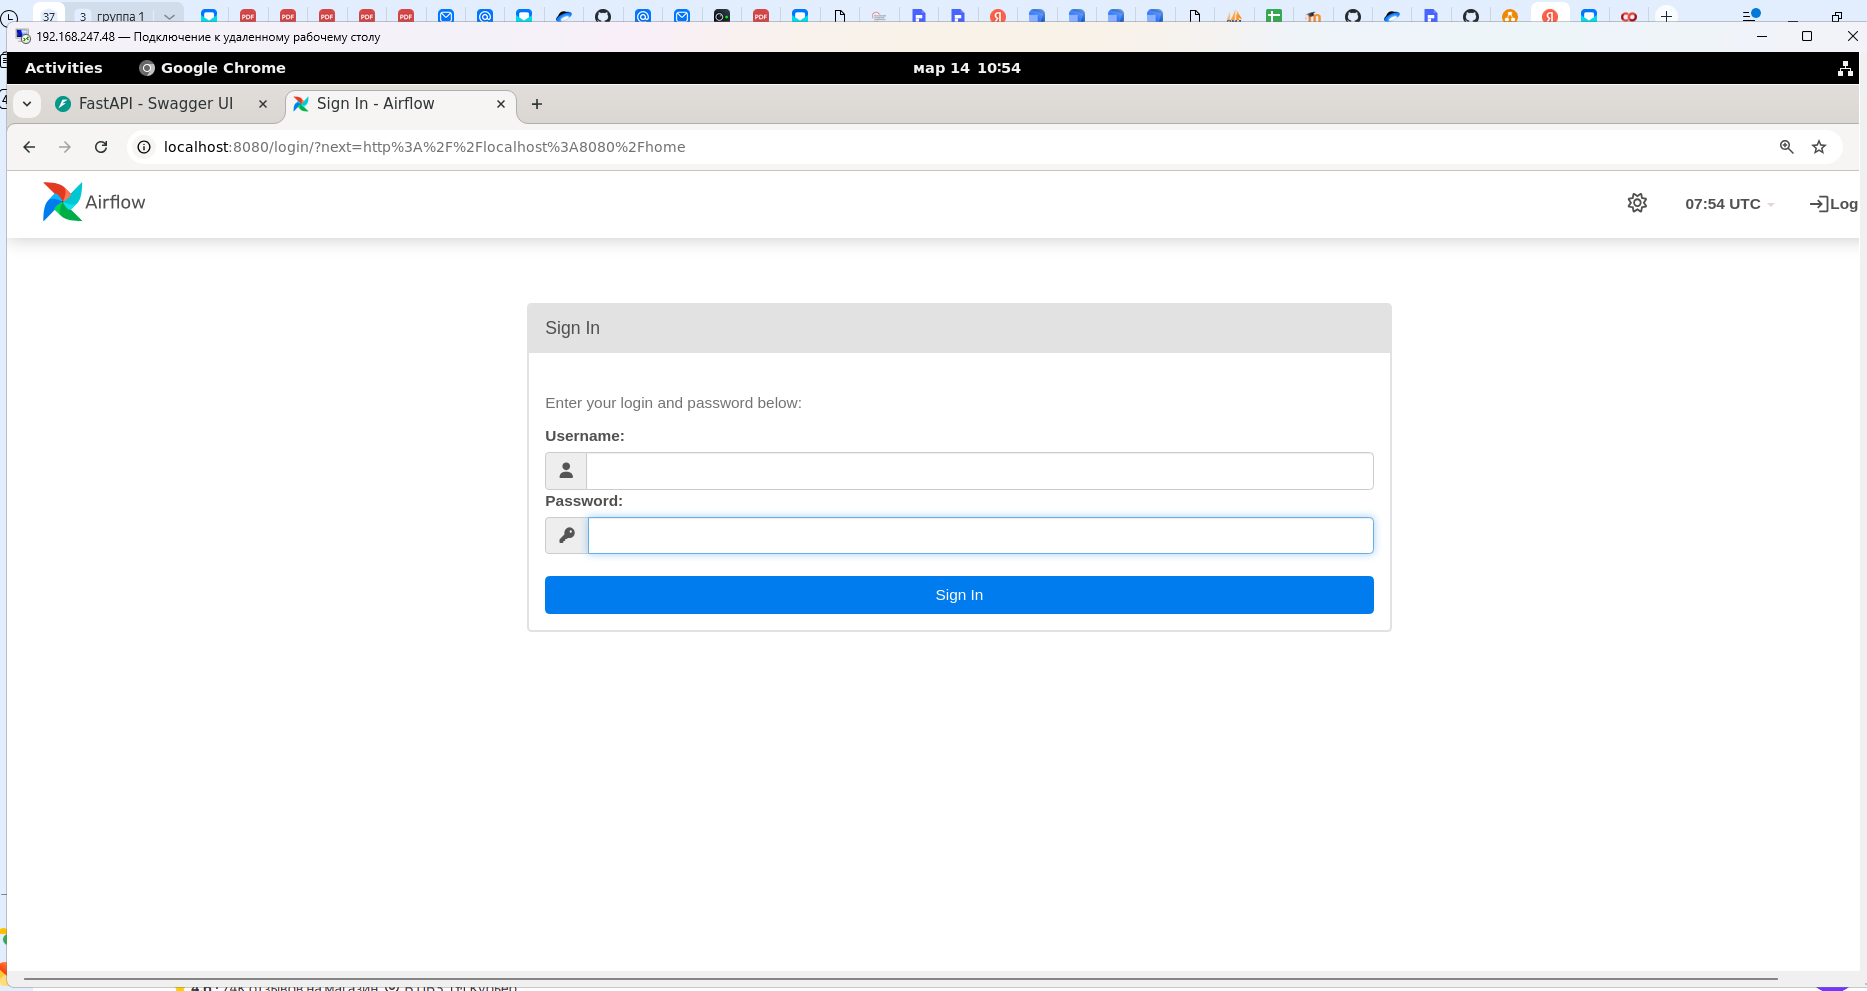 37 3 группа 1
192.168.247.48 — Подключение к удаленному рабочему столу
Activities Google Chrome мар 14 10:54
FastAPI - Swagger UI Sign In - Airflow
localhost:8080/login/?next=http%3A%2F%2Flocalhost%3A8080%2Fhome
Airflow 07:54 UTC Log
Sign In
Enter your login and password below:
Username:
Password:
Sign In